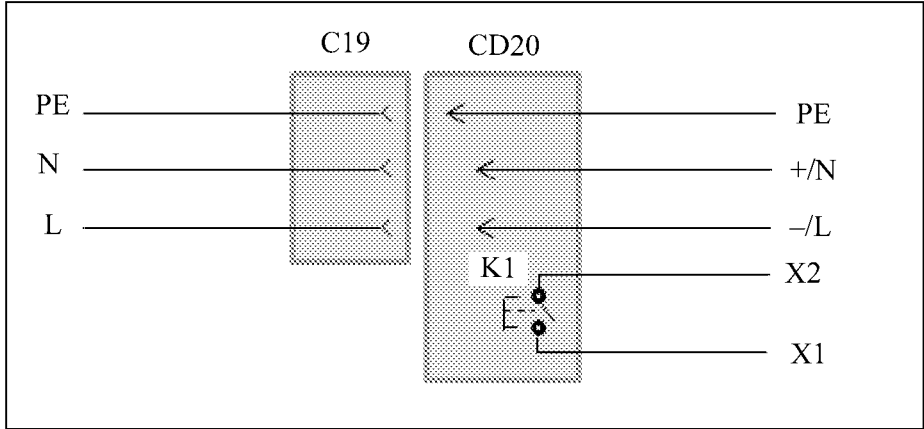 C19 CD20
PE PE
N +/N
L –/L
K1 X2
X1